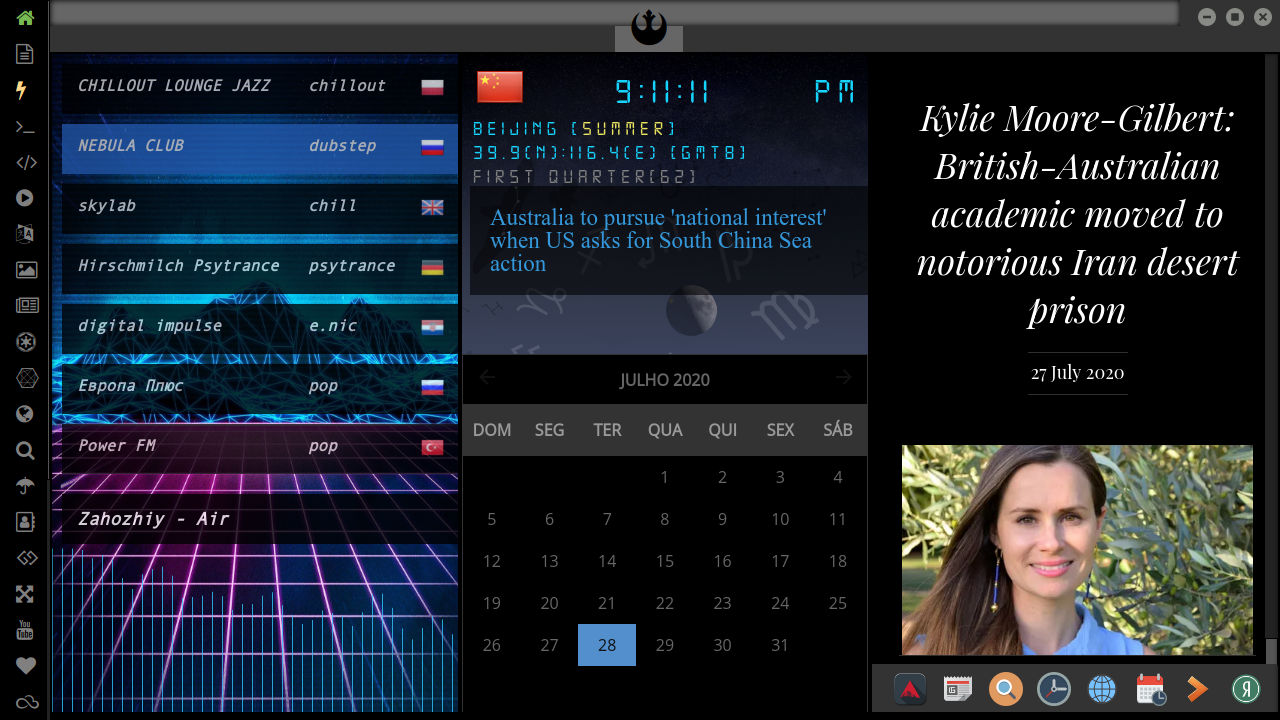 CHILLOUT LOUNGE JAZZ chillout
NEBULA CLUB dubstep
skylab chill
Hirschmilch Psytrance psytrance
digital impulse e.nic
Европа Плюс pop
Power FM pop
Zahozhiy - Air
9:11:11 PM
BEIJING (SUMMER)
39.9(N):116.4(E) (GMT8)
FIRST QUARTER(62)
Australia to pursue 'national interest'
when US asks for South China Sea
action
JULHO 2020
DOM SEG TER QUA QUI SEX SÁB
1 2 3 4
5 6 7 8 9 10 11
12 13 14 15 16 17 18
19 20 21 22 23 24 25
26 27 28 29 30 31
Kylie Moore-Gilbert:
British-Australian
academic moved to
notorious Iran desert
prison
27 July 2020
You
Tube
Я